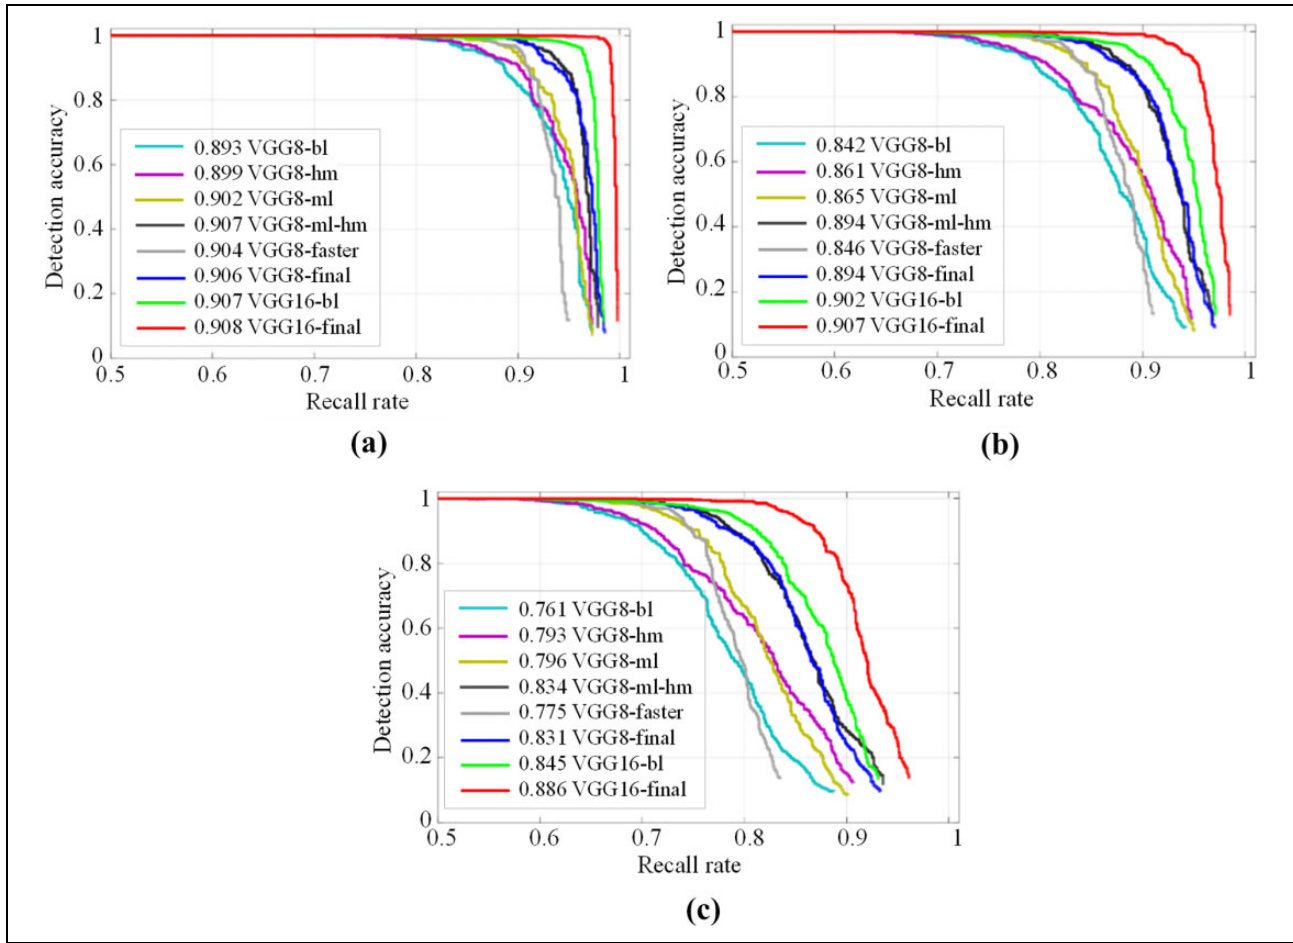 1
0.8
0.6
0.4
0.2
0
Detection accuracy
0.893 VGG8-bl
0.899 VGG8-hm
0.902 VGG8-ml
0.907 VGG8-ml-hm
0.904 VGG8-faster
0.906 VGG8-final
0.907 VGG16-bl
0.908 VGG16-final
0.5 0.6 0.7 0.8 0.9 1
Recall rate
(a)
1
0.8
0.6
0.4
0.2
0
Detection accuracy
0.842 VGG8-bl
0.861 VGG8-hm
0.865 VGG8-ml
0.894 VGG8-ml-hm
0.846 VGG8-faster
0.894 VGG8-final
0.902 VGG16-bl
0.907 VGG16-final
0.5 0.6 0.7 0.8 0.9 1
Recall rate
(b)
1
0.8
0.6
0.4
0.2
0
Detection accuracy
0.761 VGG8-bl
0.793 VGG8-hm
0.796 VGG8-ml
0.834 VGG8-ml-hm
0.775 VGG8-faster
0.831 VGG8-final
0.845 VGG16-bl
0.886 VGG16-final
0.5 0.6 0.7 0.8 0.9 1
Recall rate
(c)